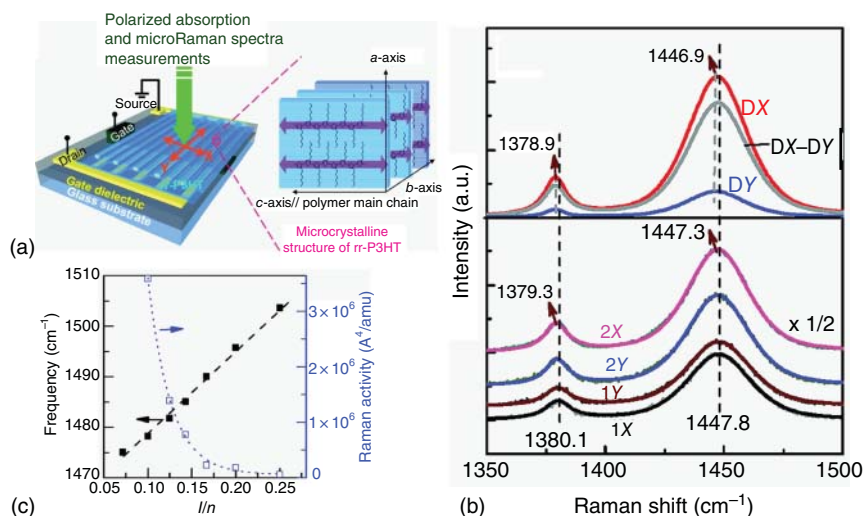 Polarized absorption
and microRaman spectra
measurements
Source
Gate
Drain
Gate dielectric
Glass substrate
a-axis
b-axis
c-axis// polymer main chain
Microcrystalline
structure of rr-P3HT
(a)
1510
1500
1490
1480
1470
Frequency (cm⁻¹)
0.05 0.10 0.15 0.20 0.25
I/n
3 × 10⁶
2 × 10⁶
1 × 10⁶
0
Raman activity (A⁴/amu)
(c)
1446.9
1378.9
DX
DX–DY
DY
1447.3
1379.3
x 1/2
2X
2Y
1Y
1X
1380.1
1447.8
Intensity (a.u.)
1350 1400 1450 1500
Raman shift (cm⁻¹)
(b)